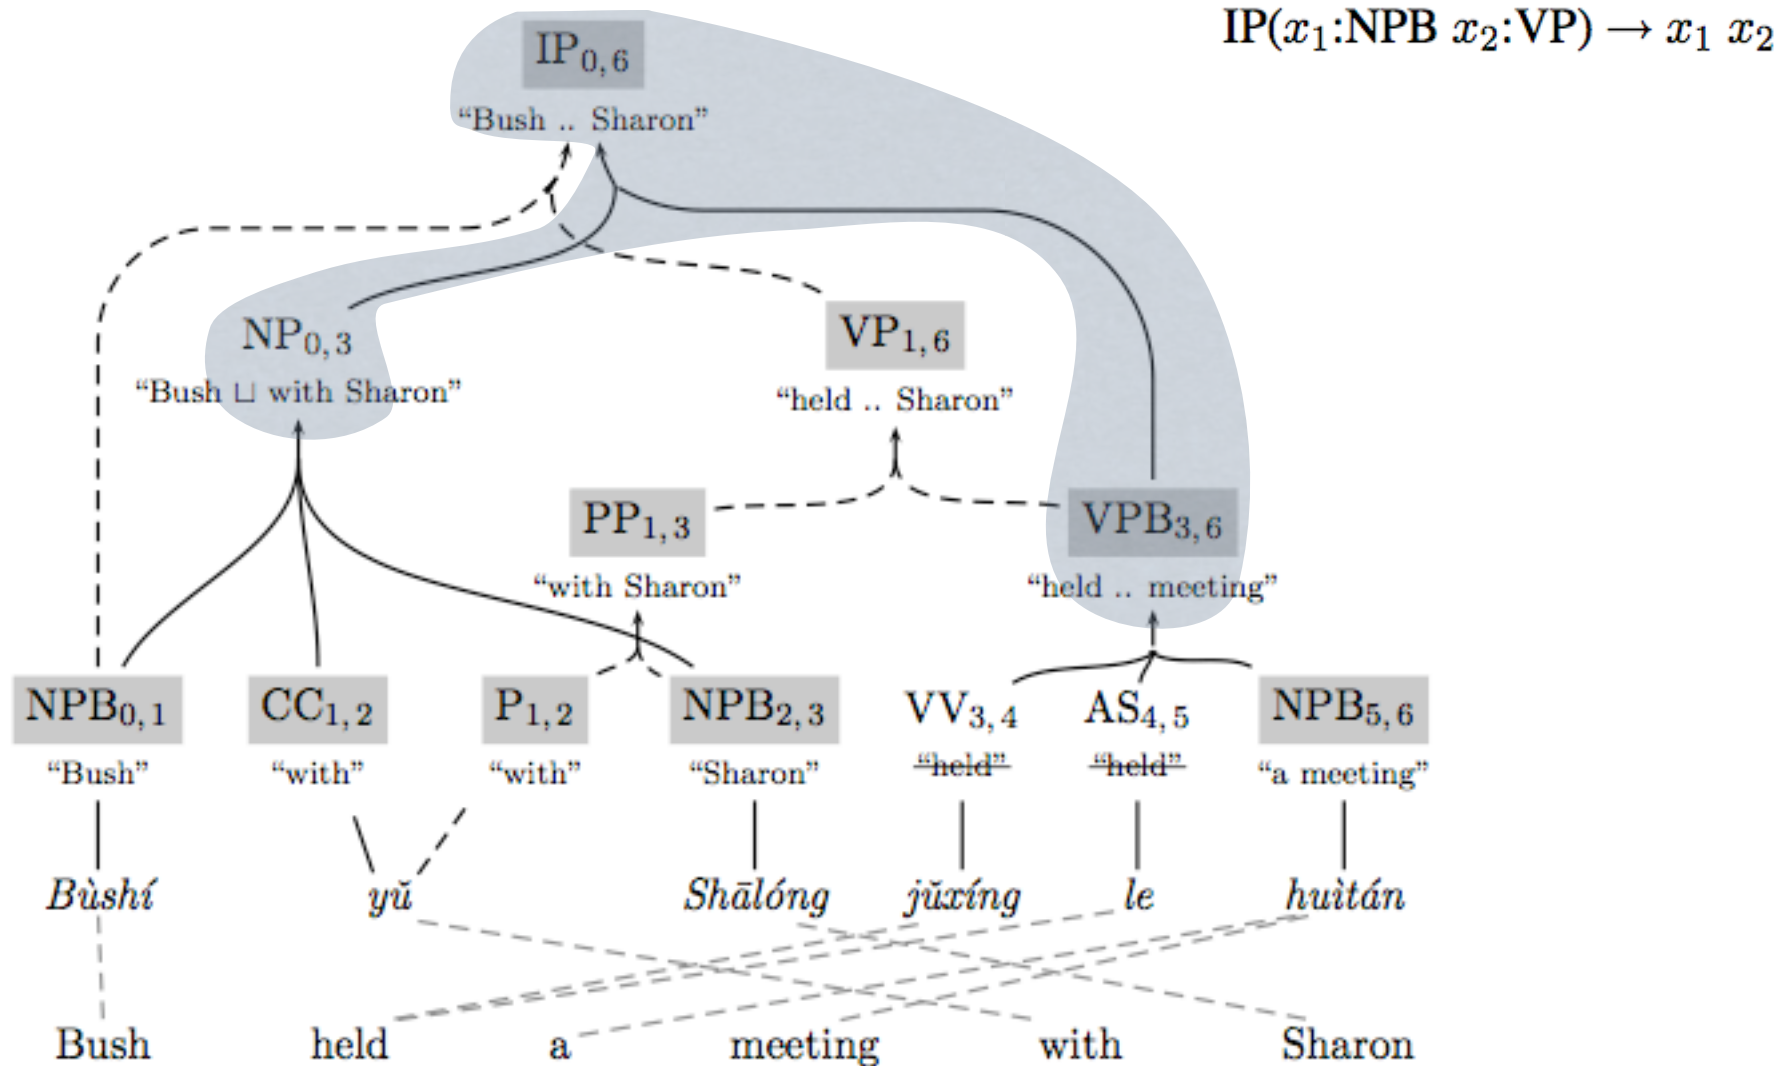 IP(x₁:NPB x₂:VP) → x₁ x₂
IP₀,₆
“Bush .. Sharon”
NP₀,₃
“Bush ⊔ with Sharon”
VP₁,₆
“held .. Sharon”
PP₁,₃
“with Sharon”
VPB₃,₆
“held .. meeting”
NPB₀,₁ CC₁,₂ P₁,₂ NPB₂,₃ VV₃,₄ AS₄,₅ NPB₅,₆
“Bush” “with” “with” “Sharon” “held” “held” “a meeting”
Bùshí yǔ Shālóng jǔxíng le huìtán
Bush held a meeting with Sharon